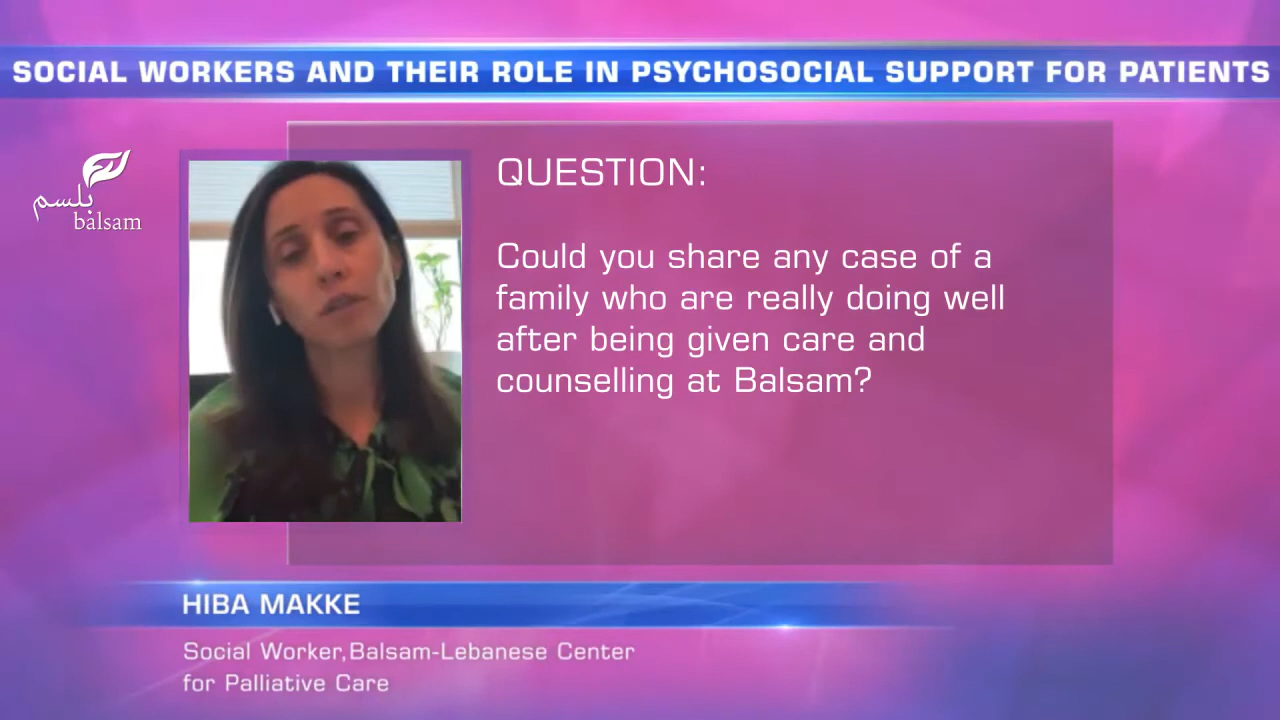 SOCIAL WORKERS AND THEIR ROLE IN PSYCHOSOCIAL SUPPORT FOR PATIENTS
بلسم
balsam
QUESTION:
Could you share any case of a
family who are really doing well
after being given care and
counselling at Balsam?
HIBA MAKKE
Social Worker,Balsam-Lebanese Center
for Palliative Care